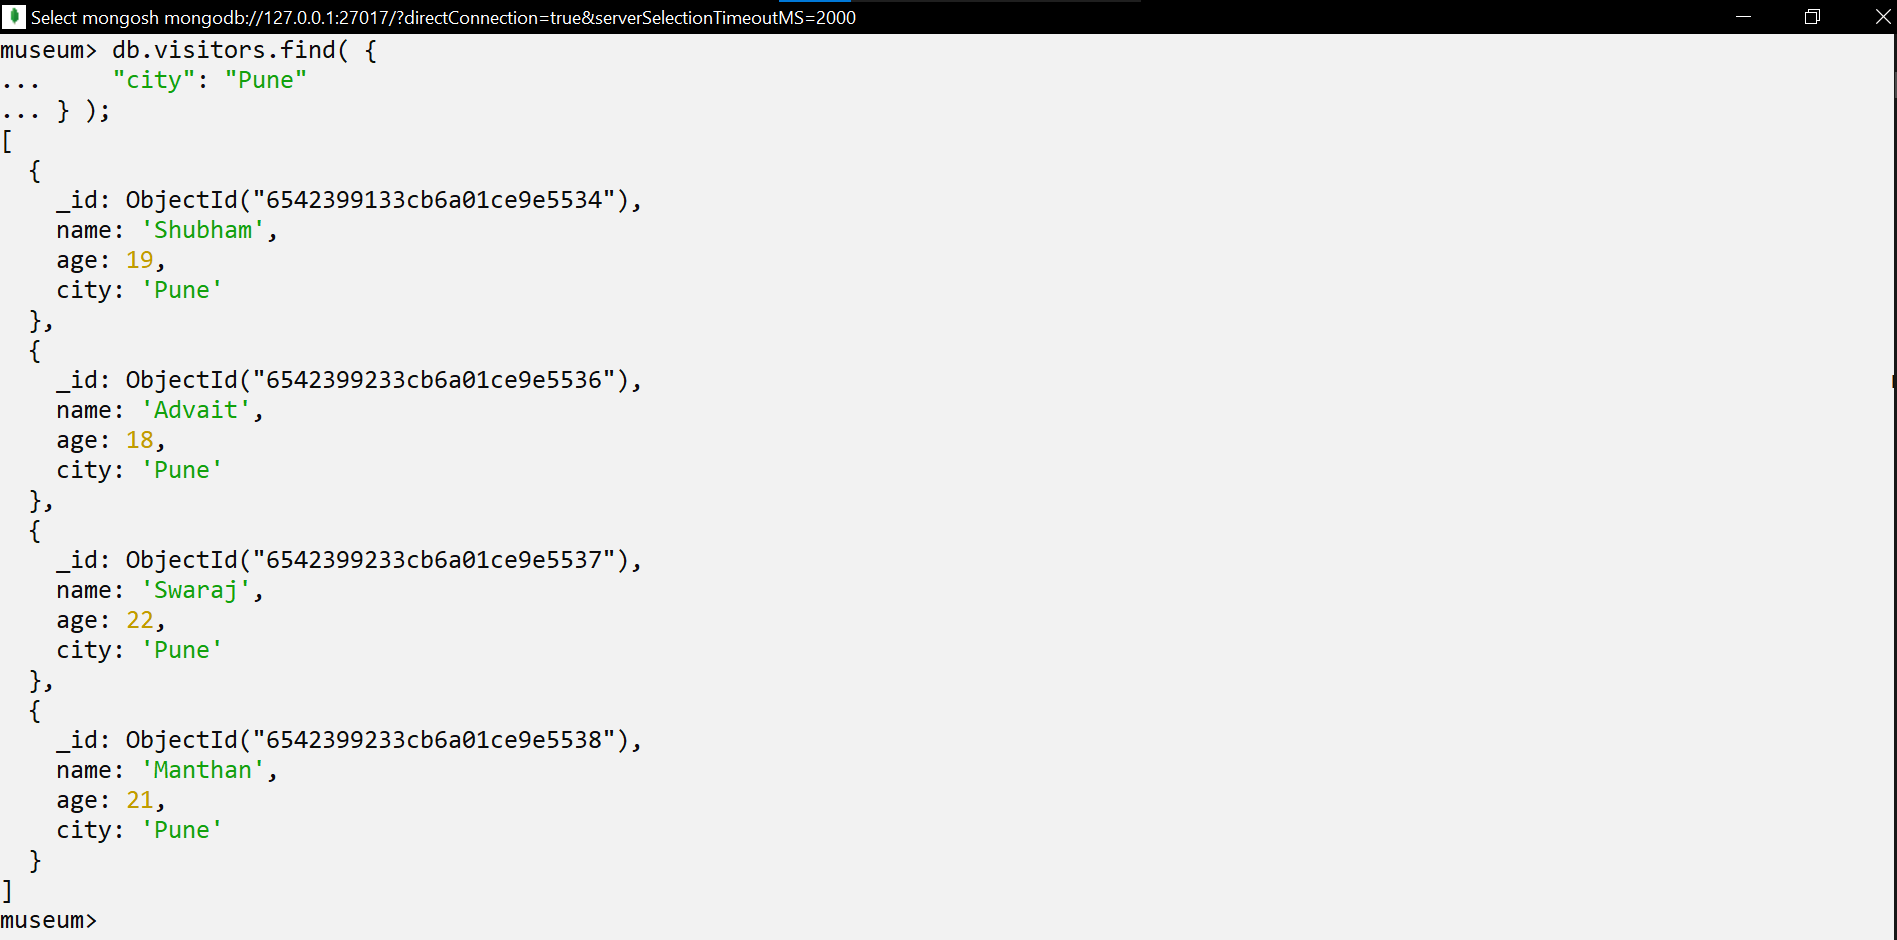 Select mongosh mongodb://127.0.0.1:27017/?directConnection=true&serverSelectionTimeoutMS=2000
museum> db.visitors.find( {
...     "city": "Pune"
... } );
[
  {
    _id: ObjectId("6542399133cb6a01ce9e5534"),
    name: 'Shubham',
    age: 19,
    city: 'Pune'
  },
  {
    _id: ObjectId("6542399233cb6a01ce9e5536"),
    name: 'Advait',
    age: 18,
    city: 'Pune'
  },
  {
    _id: ObjectId("6542399233cb6a01ce9e5537"),
    name: 'Swaraj',
    age: 22,
    city: 'Pune'
  },
  {
    _id: ObjectId("6542399233cb6a01ce9e5538"),
    name: 'Manthan',
    age: 21,
    city: 'Pune'
  }
]
museum>